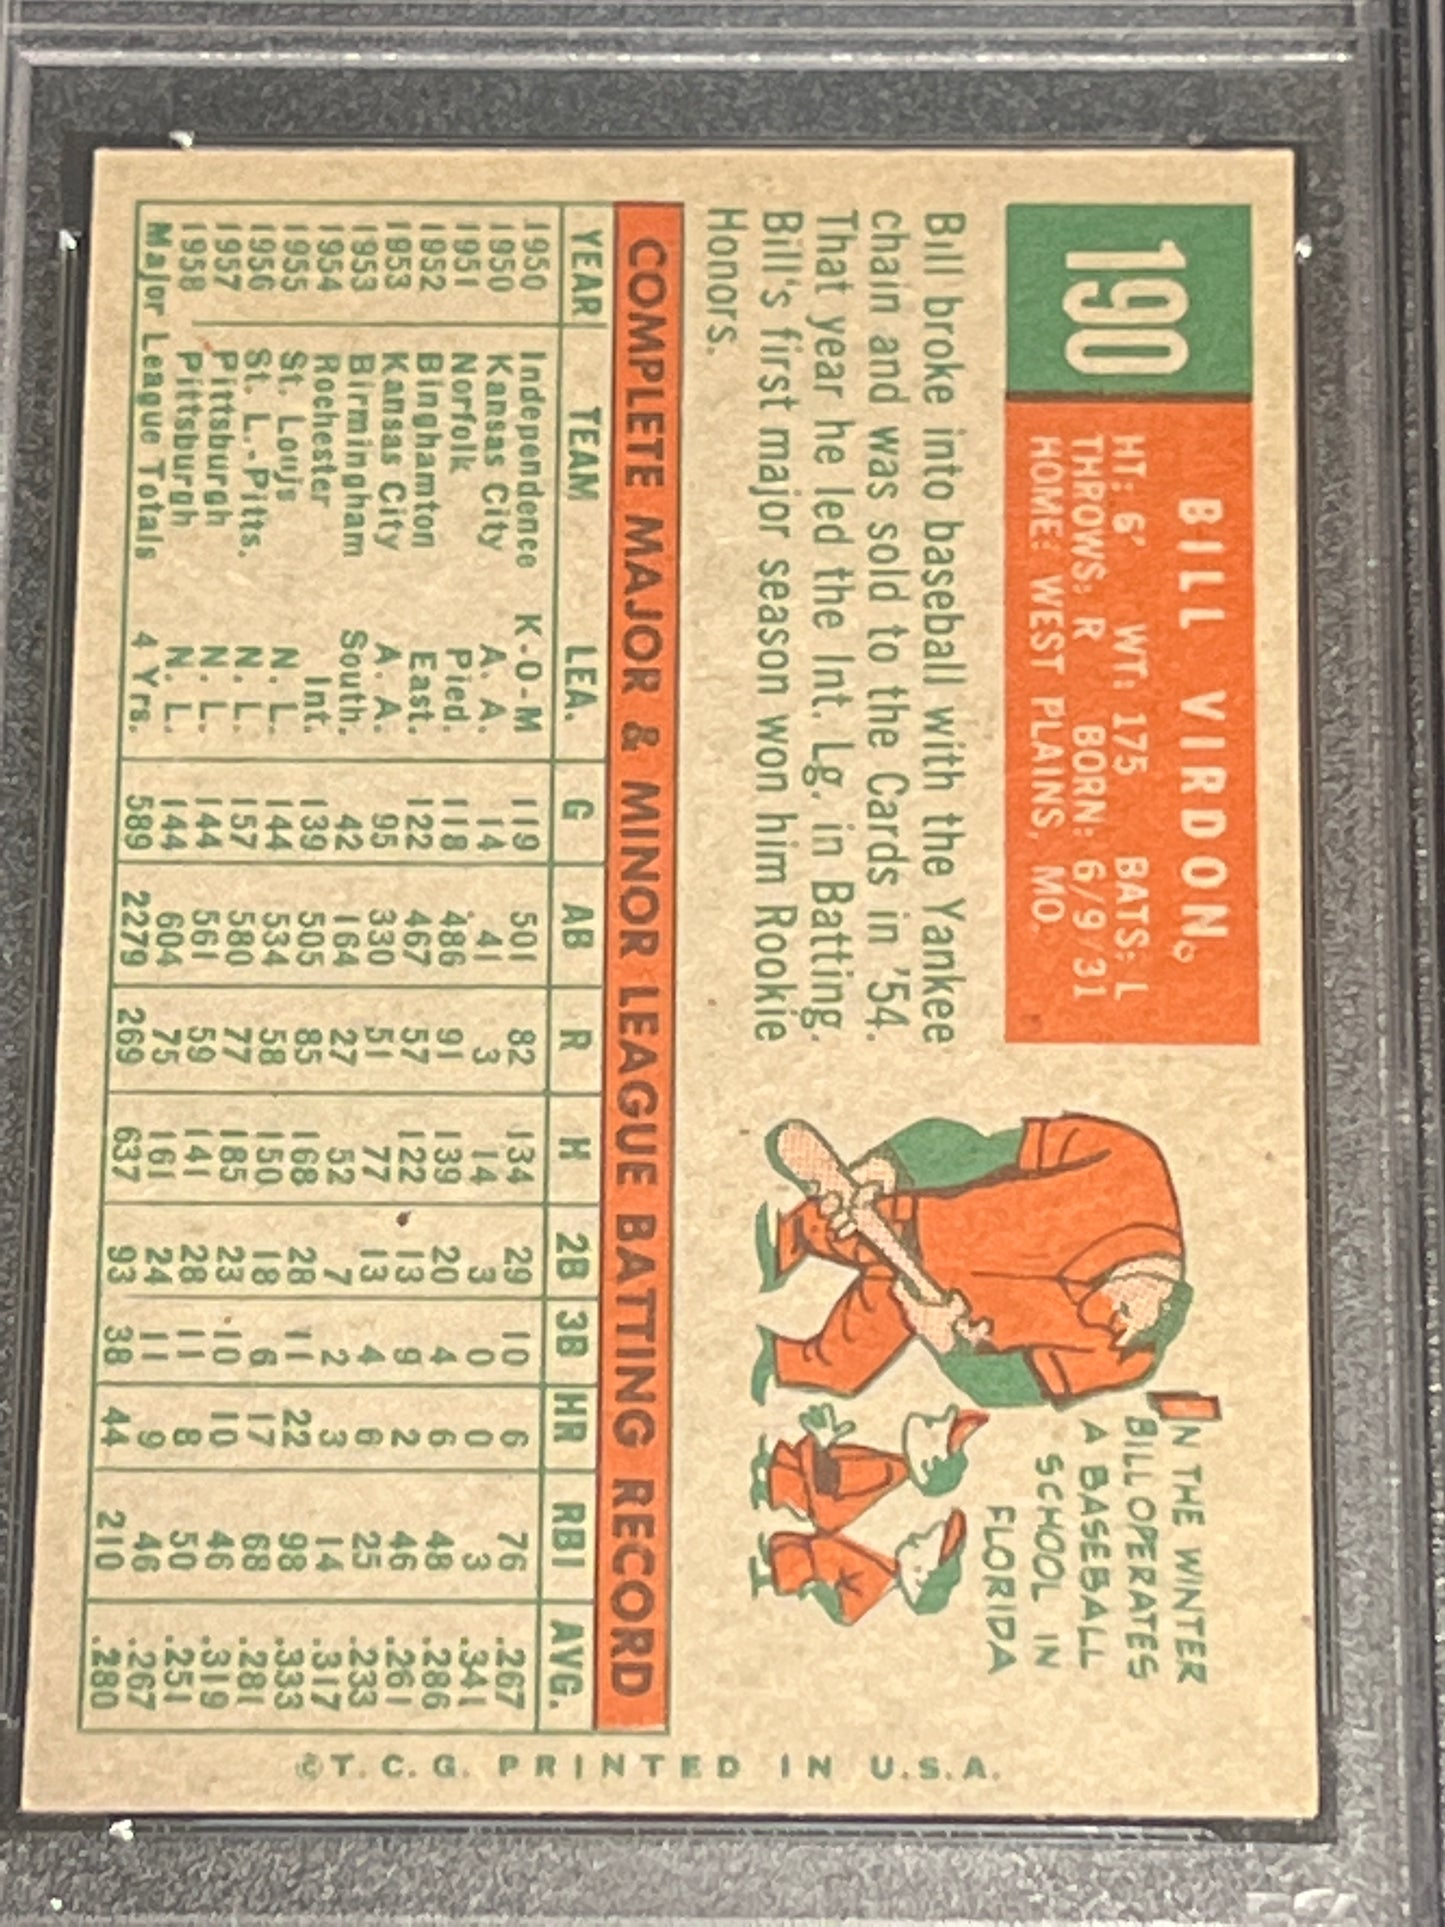 190
BILL VIRDON
HT: 6' WT: 175 BATS: L
THROWS: R BORN: 6/9/31
HOME: WEST PLAINS, MO.
Bill broke into baseball with the Yankee
chain and was sold to the Cards in '54.
That year he led the Int. Lg. in Batting.
Bill's first major season won him Rookie
Honors.
IN THE WINTER
BILL OPERATES
A BASEBALL
SCHOOL IN
FLORIDA
COMPLETE MAJOR & MINOR LEAGUE BATTING RECORD
YEAR TEAM LEA. G AB R H 2B 3B HR RBI AVG.
1950 Independence K-O-M 119 501 82 134 29 10 6 76 .267
1950 Kansas City A. A. 14 41 3 14 3 0 0 3 .341
1951 Norfolk Pied. 118 486 91 139 20 4 6 48 .286
1952 Binghamton East. 122 467 57 122 13 9 2 46 .261
1953 Kansas City A. A. 95 330 51 77 13 4 6 25 .233
1953 Birmingham South. 42 164 27 52 7 2 3 14 .317
1954 Rochester Int. 139 505 85 168 28 11 22 98 .333
1955 St. Louis N. L. 144 534 58 150 18 6 17 68 .281
1956 St. L.-Pitts. N. L. 157 580 77 185 23 10 10 46 .319
1957 Pittsburgh N. L. 144 561 59 141 28 11 8 50 .251
1958 Pittsburgh N. L. 144 604 75 161 24 11 9 46 .267
Major League Totals 4 Yrs. 589 2279 269 637 93 38 44 210 .280
© T. C. G. PRINTED IN U.S.A.